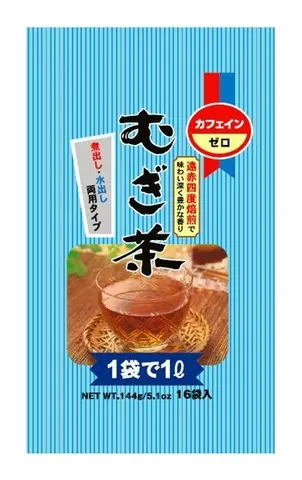 カフェイン
ゼロ
むぎ茶
遠赤四度焙煎で
味わい深く豊かな香り
煮出し・水出し
両用タイプ
1袋で1ℓ
NET WT.144g/5.1oz 16袋入